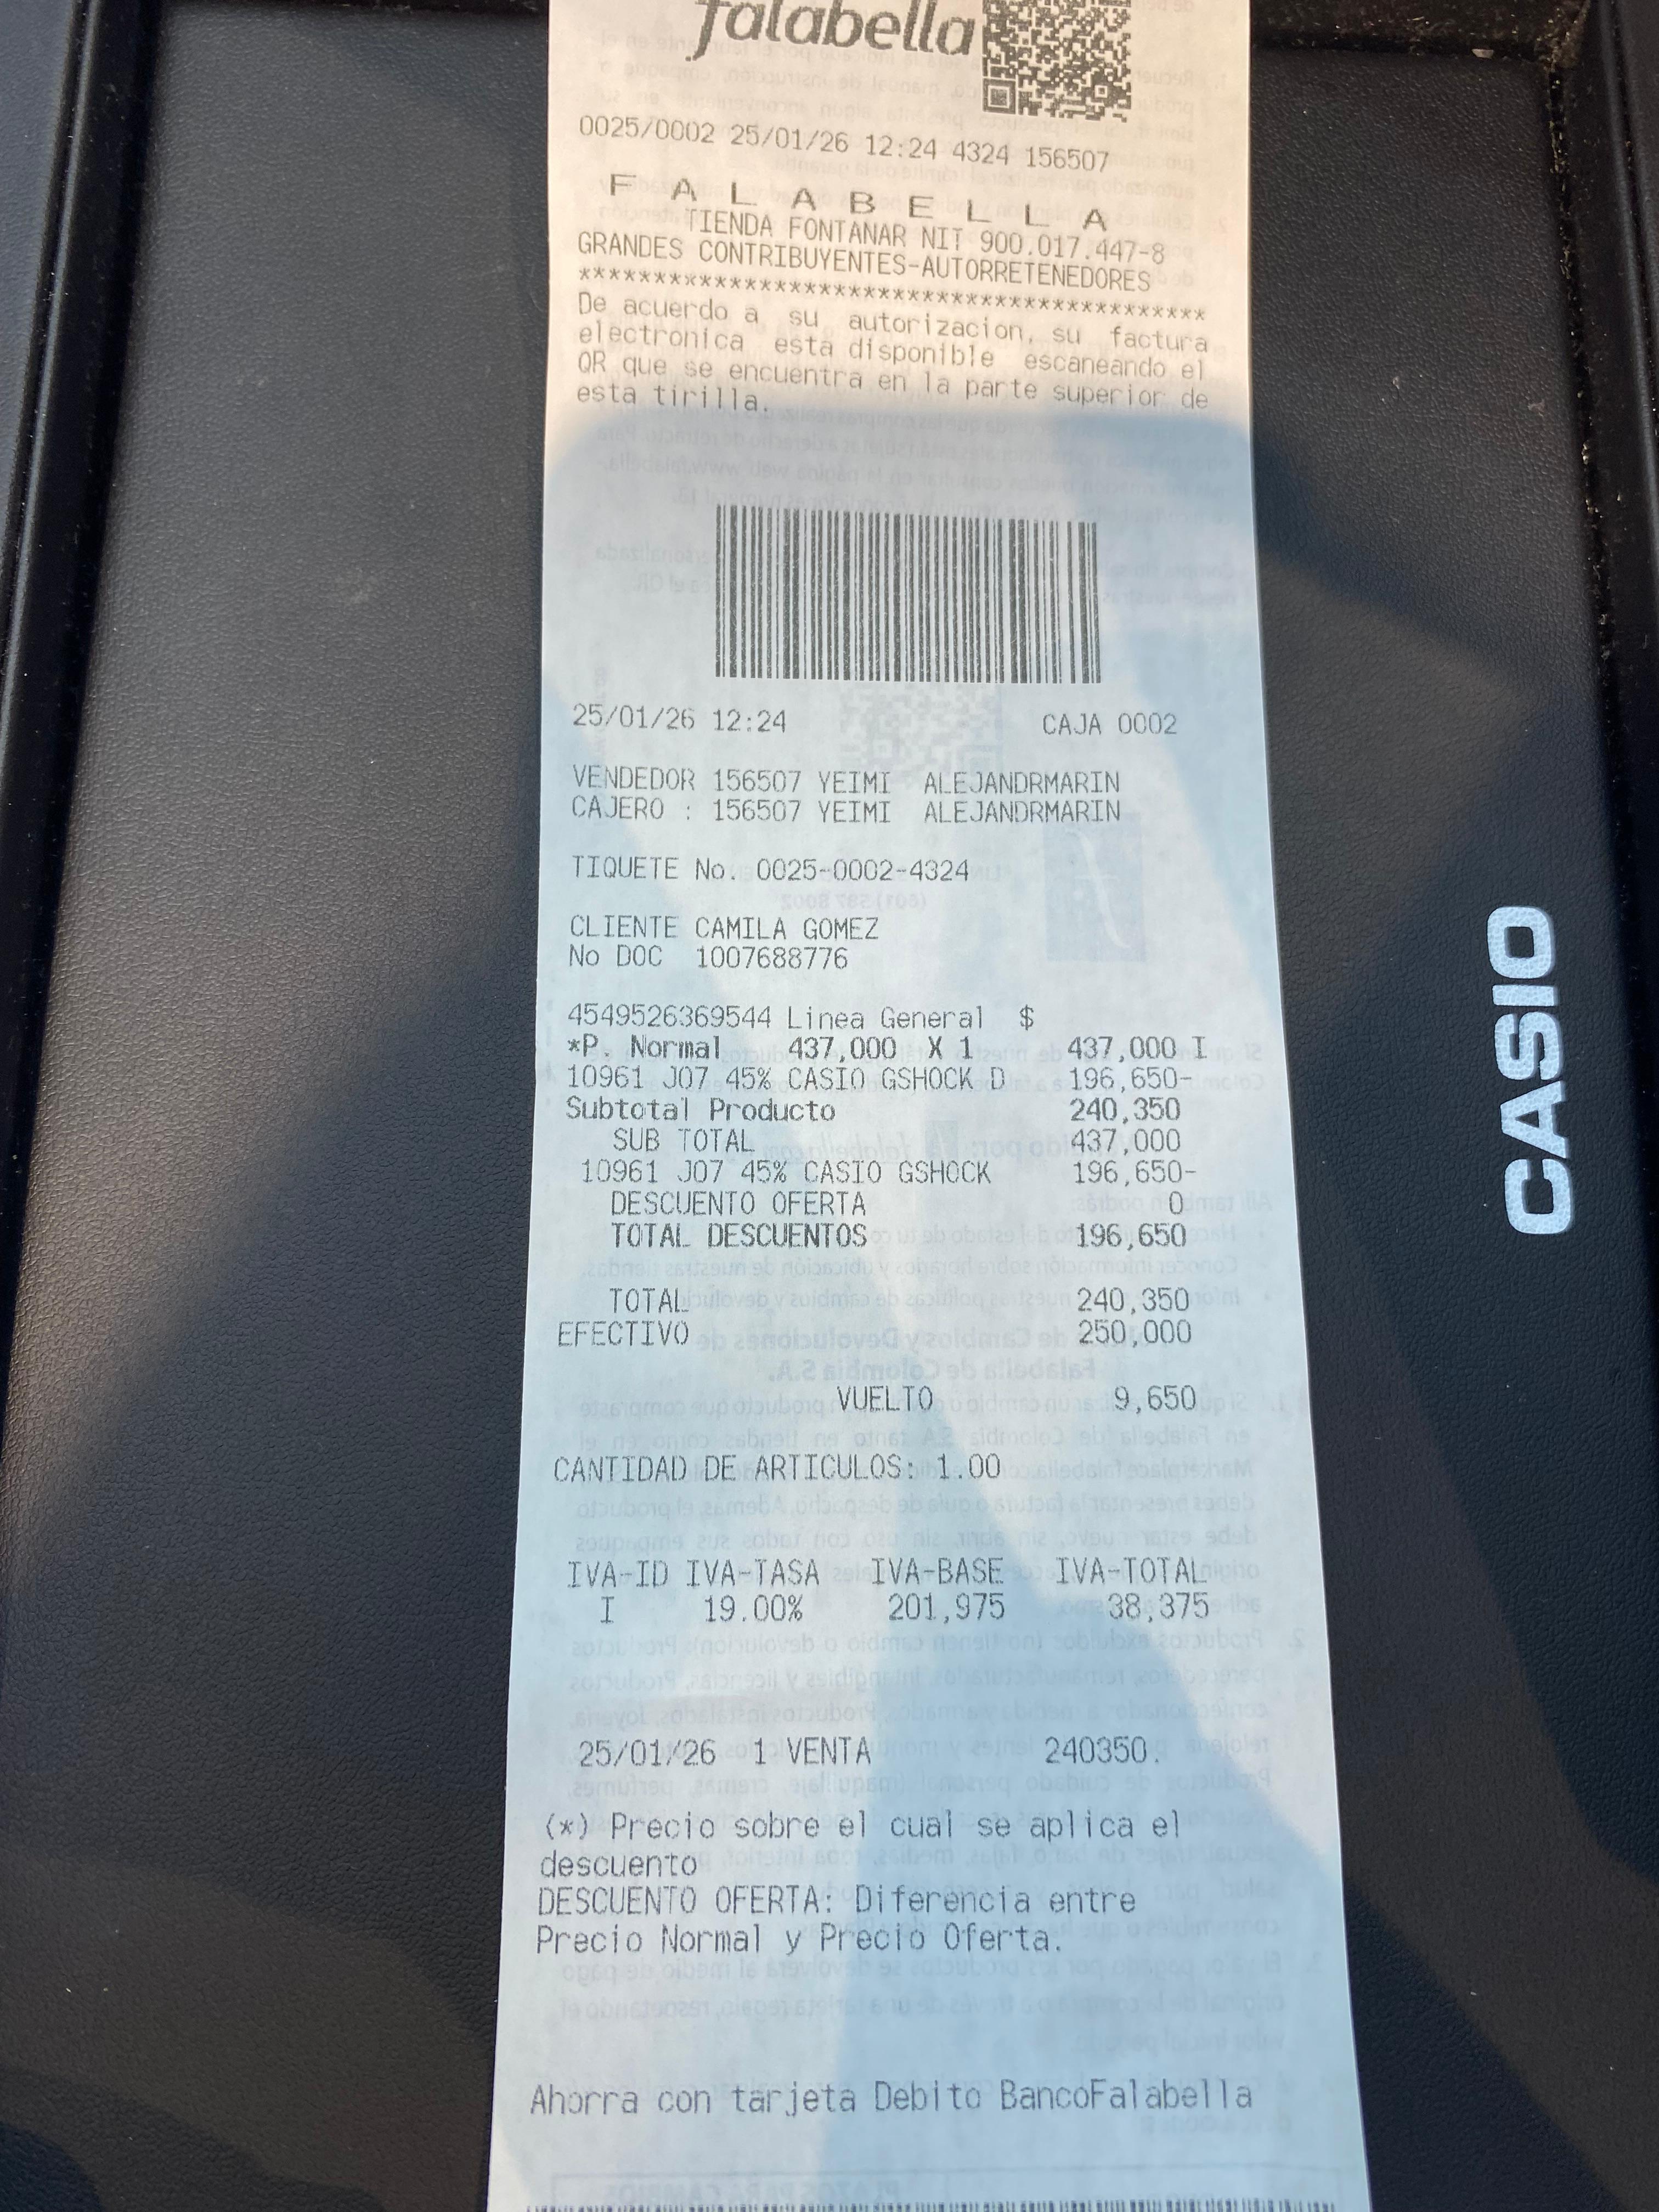 falabella
0025/0002 25/01/26 12:24 4324 156507
FALABELLA
TIENDA FONTANAR NIT 900.017.447-8
GRANDES CONTRIBUYENTES-AUTORRETENEDORES
******************************************
De acuerdo a su autorizacion, su factura
electronica esta disponible escaneando el
QR que se encuentra en la parte superior de
esta tirilla.
25/01/26 12:24 CAJA 0002
VENDEDOR 156507 YEIMI ALEJANDRMARIN
CAJERO : 156507 YEIMI ALEJANDRMARIN
TIQUETE No. 0025-0002-4324
CLIENTE CAMILA GOMEZ
No DOC 1007688776
4549526369544 Linea General $
*P. Normal 437,000 X 1 437,000 I
10961 J07 45% CASIO GSHOCK D 196,650-
Subtotal Producto 240,350
SUB TOTAL 437,000
10961 J07 45% CASIO GSHOCK 196,650-
DESCUENTO OFERTA 0
TOTAL DESCUENTOS 196,650
TOTAL 240,350
EFECTIVO 250,000
VUELTO 9,650
CANTIDAD DE ARTICULOS: 1.00
IVA-ID IVA-TASA IVA-BASE IVA-TOTAL
I 19.00% 201,975 38,375
25/01/26 1 VENTA 240350.
(*) Precio sobre el cual se aplica el
descuento
DESCUENTO OFERTA: Diferencia entre
Precio Normal y Precio Oferta.
Ahorra con tarjeta Debito BancoFalabella
CASIO